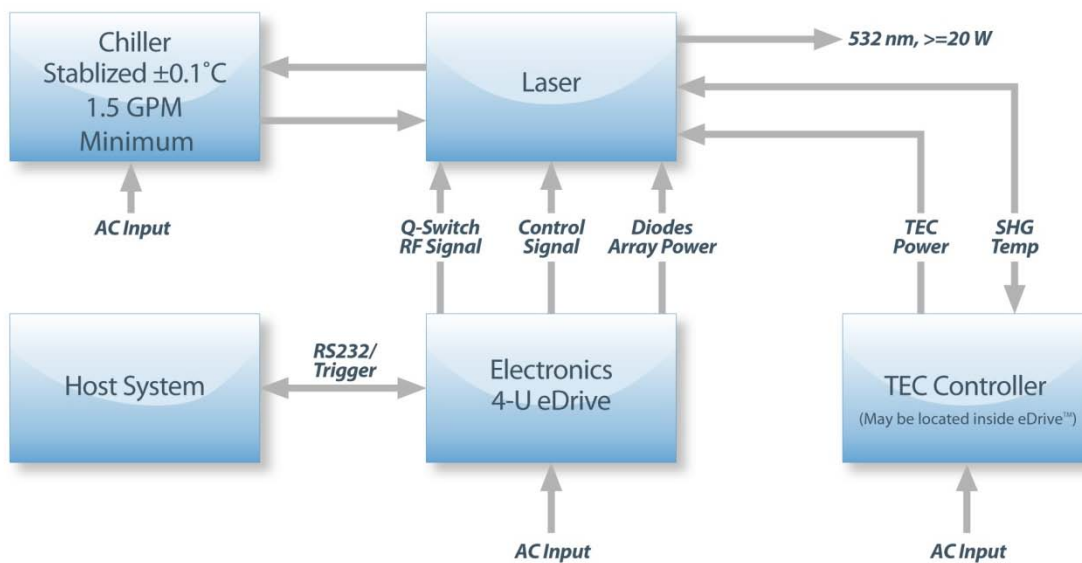 Chiller
Stablized ±0.1˚C
1.5 GPM
Minimum
Laser
532 nm, >=20 W
AC Input
Q-Switch
RF Signal
Control
Signal
Diodes
Array Power
TEC
Power
SHG
Temp
Host System
RS232/
Trigger
Electronics
4-U eDrive
TEC Controller
(May be located inside eDrive™)
AC Input
AC Input